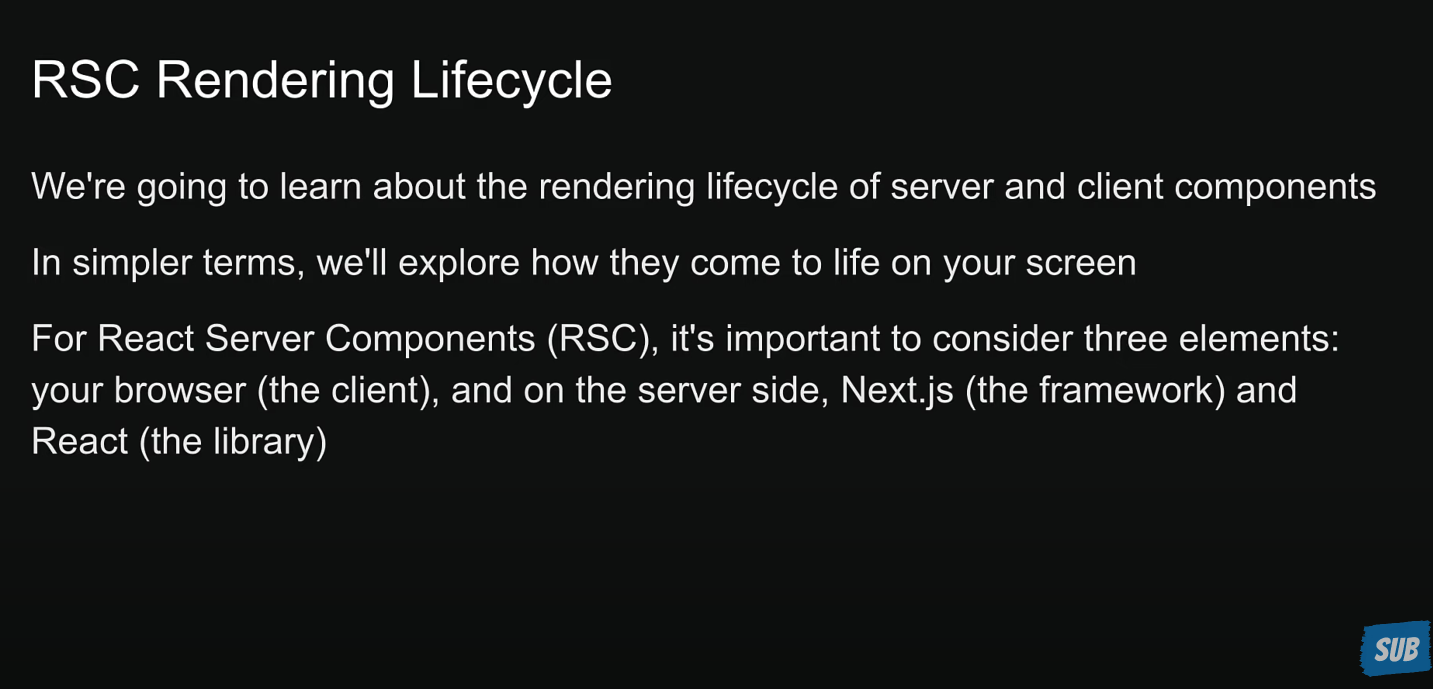 RSC Rendering Lifecycle
We're going to learn about the rendering lifecycle of server and client components
In simpler terms, we'll explore how they come to life on your screen
For React Server Components (RSC), it's important to consider three elements:
your browser (the client), and on the server side, Next.js (the framework) and
React (the library)
SUB